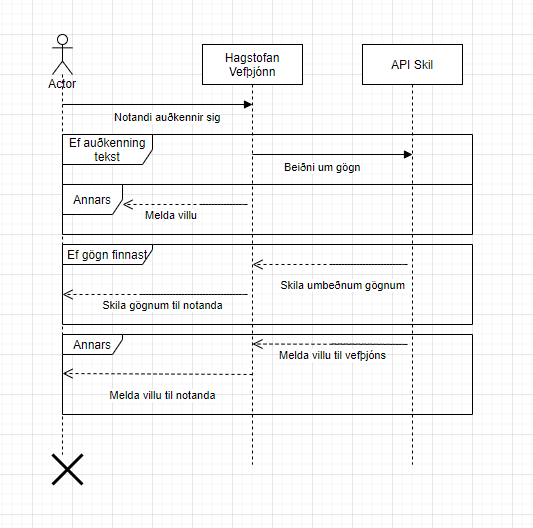 Hagstofan
Vefþjónn
API Skil
Actor
Notandi auðkennir sig
Ef auðkenning
tekst
Beiðni um gögn
Annars
Melda villu
Ef gögn finnast
Skila umbeðnum gögnum
Skila gögnum til notanda
Annars
Melda villu til vefþjóns
Melda villu til notanda